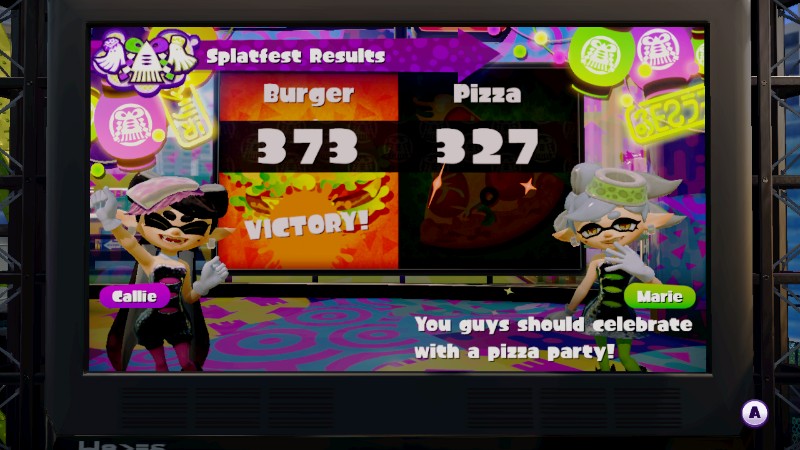 Splatfest Results
Burger
Pizza
373
327
VICTORY!
Callie
Marie
You guys should celebrate
with a pizza party!
A